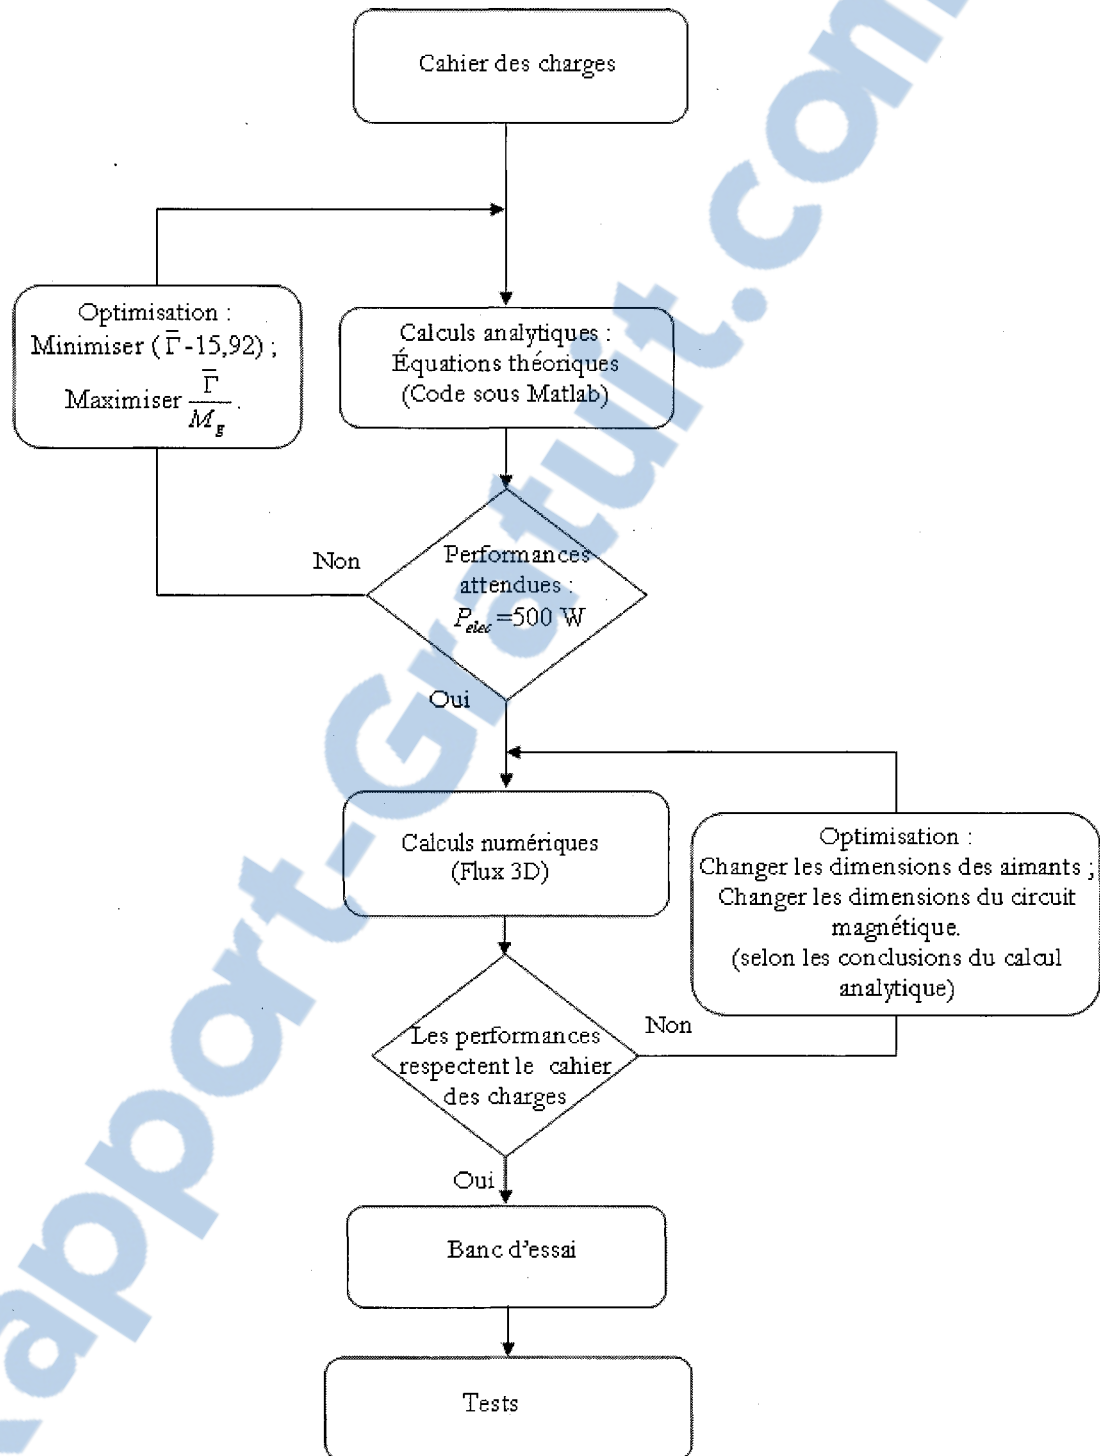 Cahier des charges
Optimisation :
Minimiser ( Γ̿ -15,92) ;
Maximiser Γ̿ / M_g .
Calculs analytiques :
Équations théoriques
(Code sous Matlab)
Non
Performances
attendues :
P_elec =500 W
Oui
Calculs numériques
(Flux 3D)
Optimisation :
Changer les dimensions des aimants ;
Changer les dimensions du circuit
magnétique.
(selon les conclusions du calcul
analytique)
Les performances
respectent le cahier
des charges
Non
Oui
Banc d'essai
Tests
Rapport-Gratuit.com